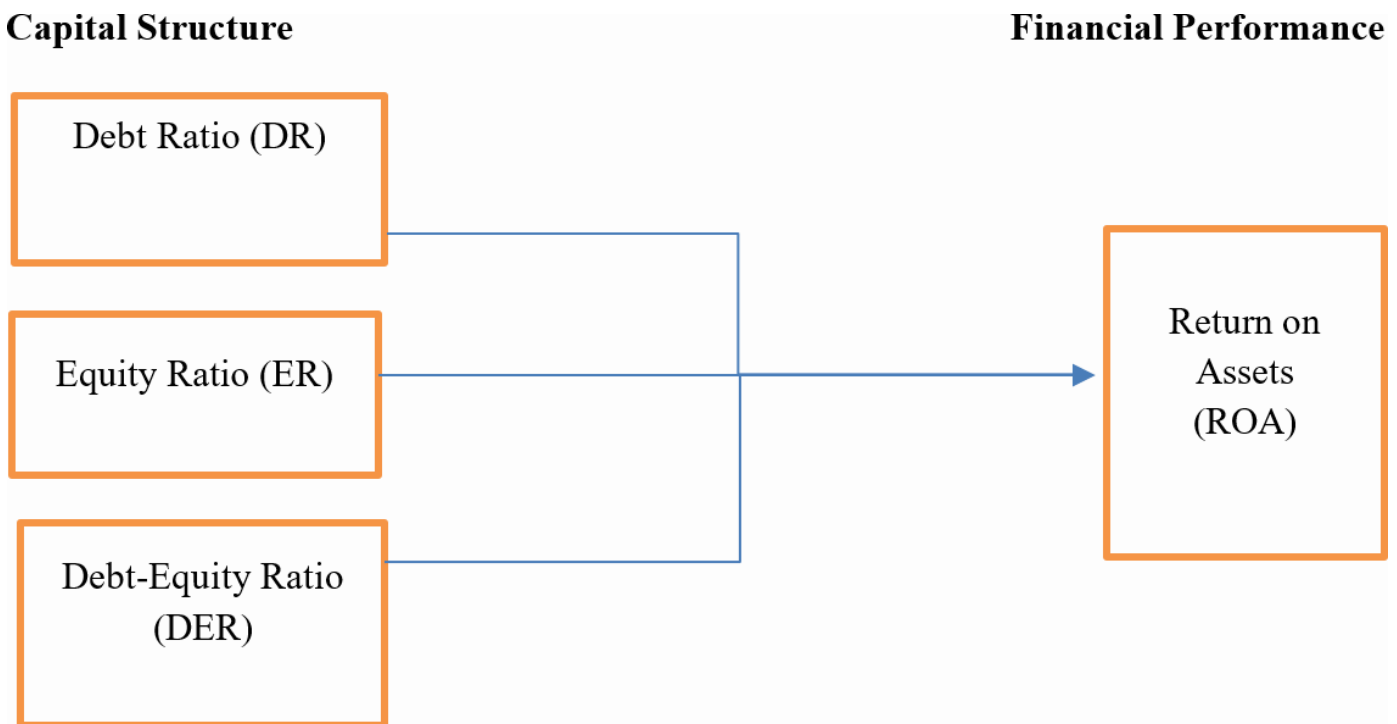 Capital Structure
Financial Performance
Debt Ratio (DR)
Equity Ratio (ER)
Debt-Equity Ratio
(DER)
Return on
Assets
(ROA)